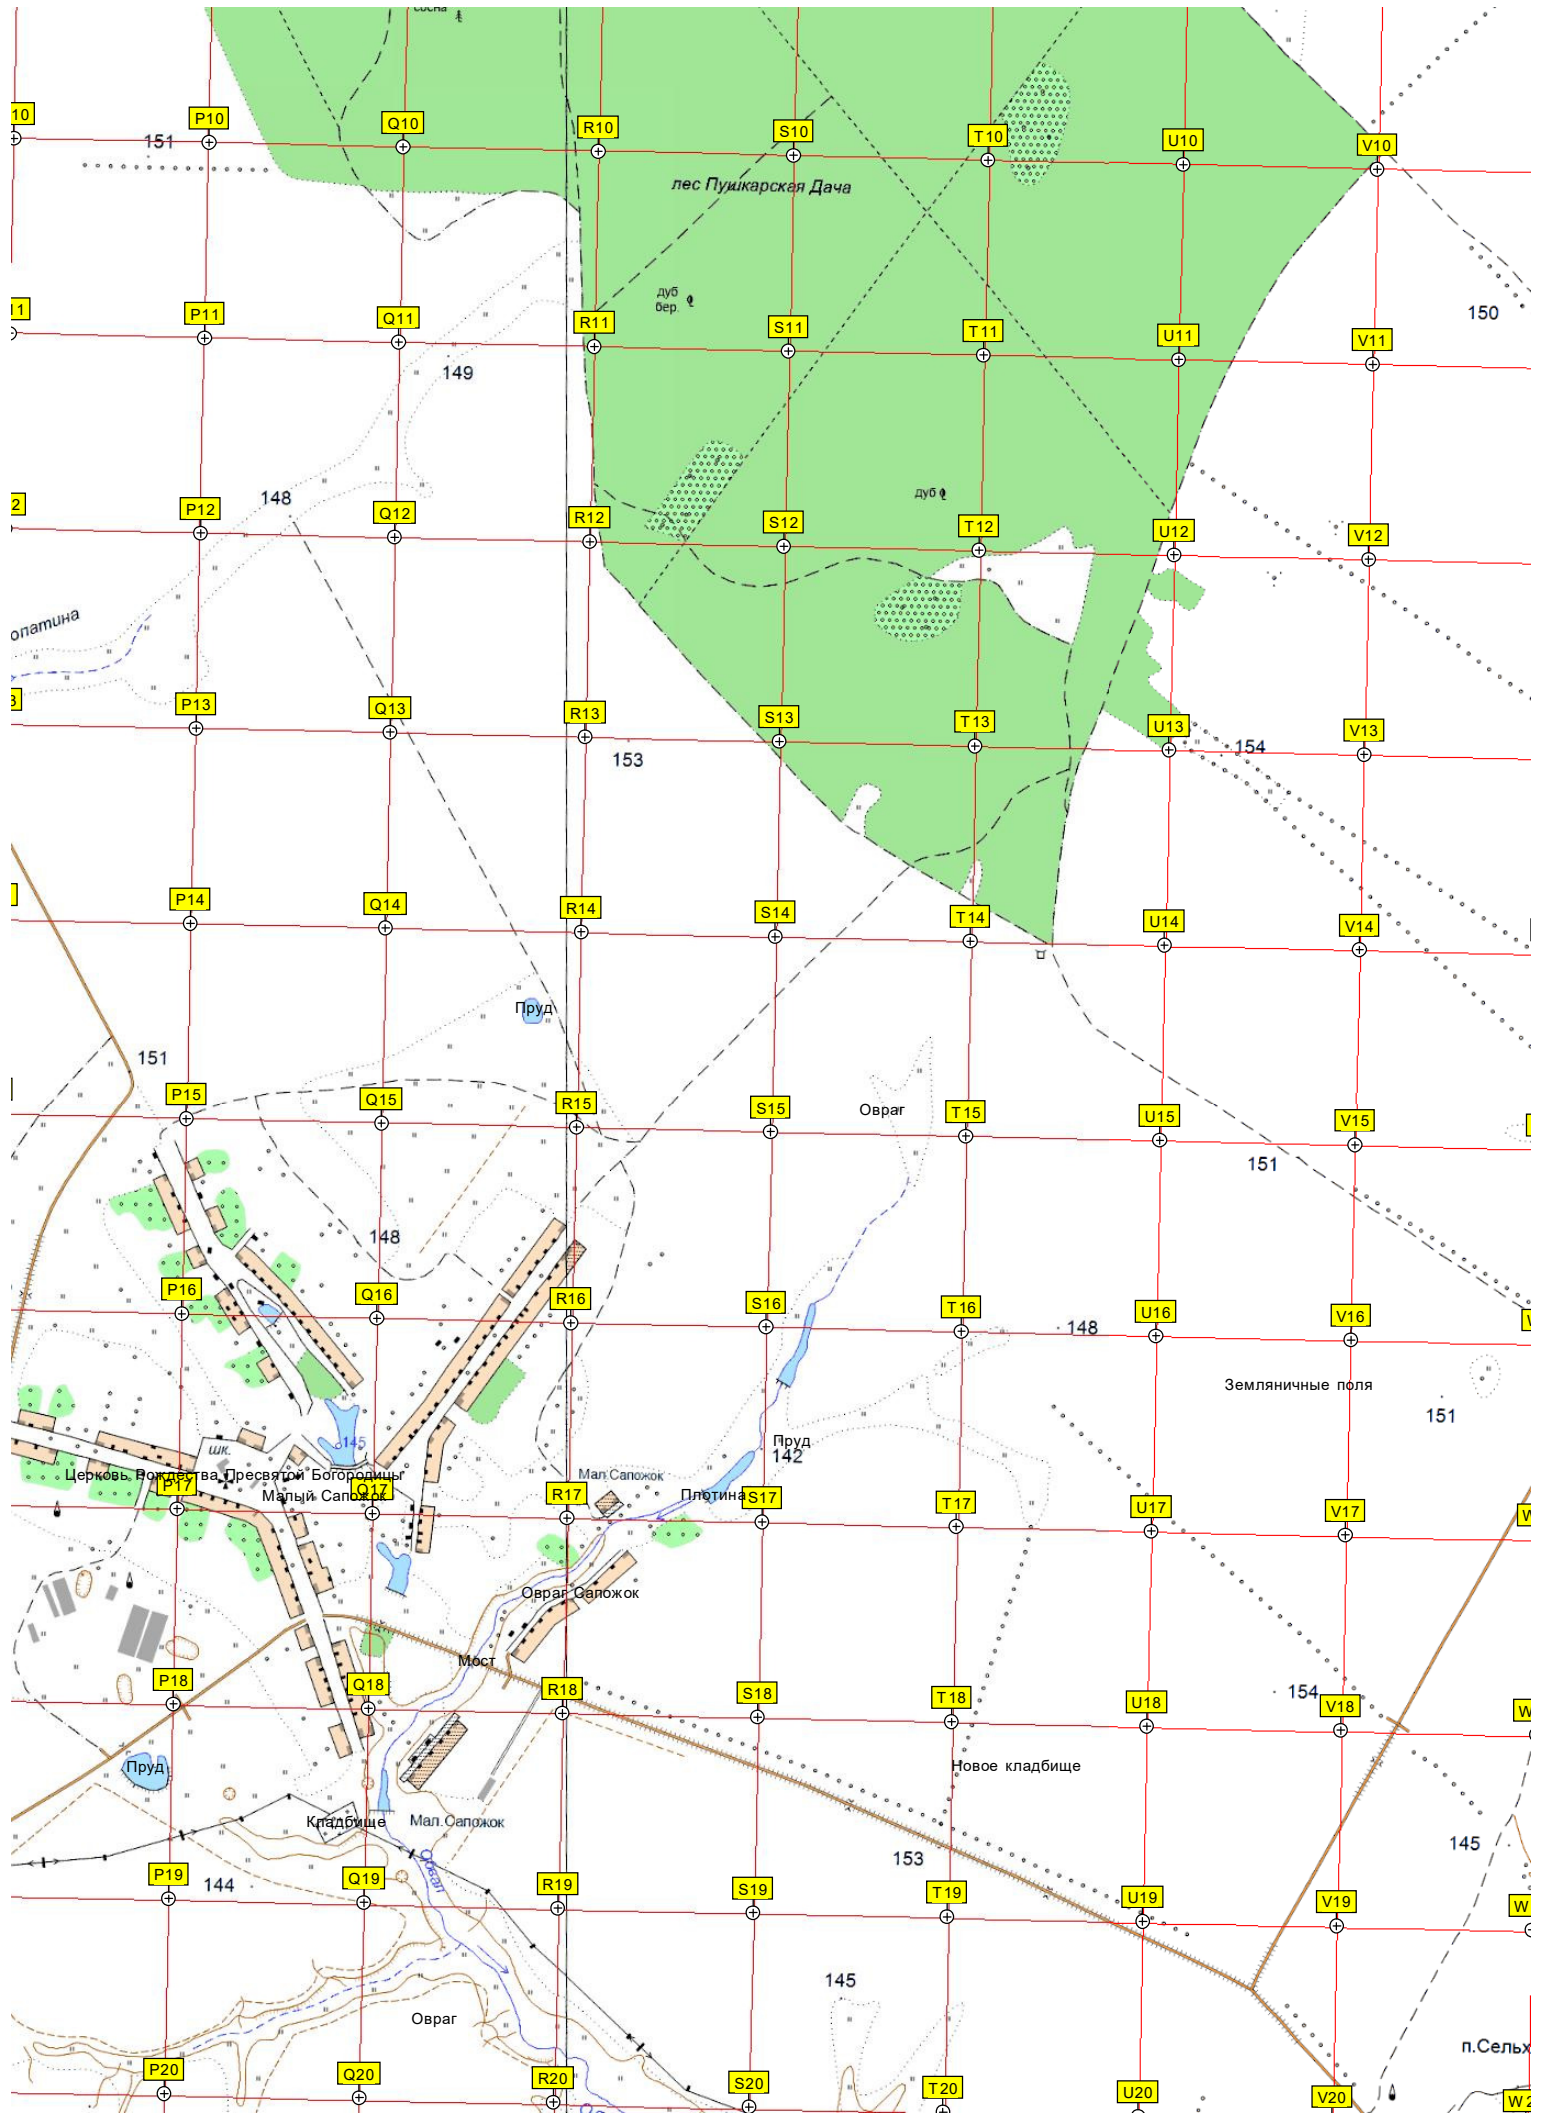 сосна
10
P10
Q10
R10
S10
T10
U10
V10
151
лес Пушкарская Дача
дуб
бер.
150
11
P11
Q11
R11
S11
T11
U11
V11
149
148
дуб
2
P12
Q12
R12
S12
T12
U12
V12
опатина
3
P13
Q13
R13
S13
T13
U13
V13
153
154
P14
Q14
R14
S14
T14
U14
V14
Пруд
151
P15
Q15
R15
S15
T15
U15
V15
Овраг
151
148
P16
Q16
R16
S16
T16
U16
V16
148
Земляничные поля
151
145
шк.
Пруд
142
Церковь Рождества Пресвятой Богородицы
Мал.Сапожок
Малый Сапожок
Плотина
P17
Q17
R17
S17
T17
U17
V17
W
Овраг Сапожок
Мост
P18
Q18
R18
S18
T18
U18
V18
W
154
Пруд
Новое кладбище
Кладбище
Мал.Сапожок
145
153
144
P19
Q19
R19
S19
T19
U19
V19
W
145
Овраг
п.Сельх
P20
Q20
R20
S20
T20
U20
V20
W2